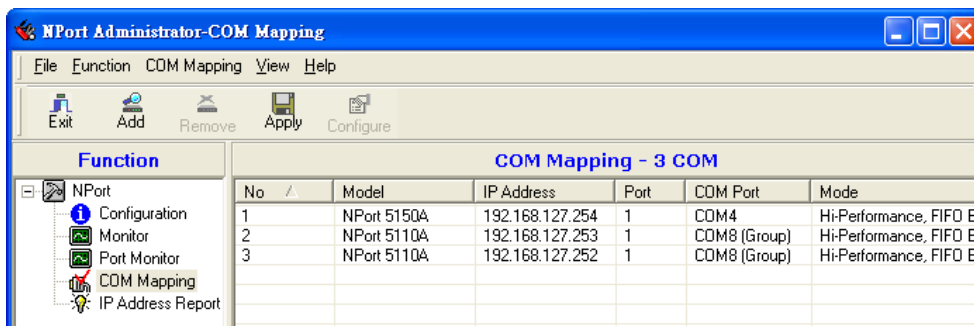 NPort Administrator-COM Mapping
File Function COM Mapping View Help
Exit Add Remove Apply Configure
Function
COM Mapping - 3 COM
NPort
Configuration
Monitor
Port Monitor
COM Mapping
IP Address Report
No Model IP Address Port COM Port Mode
1 NPort 5150A 192.168.127.254 1 COM4 Hi-Performance, FIFO E
2 NPort 5110A 192.168.127.253 1 COM8 (Group) Hi-Performance, FIFO E
3 NPort 5110A 192.168.127.252 1 COM8 (Group) Hi-Performance, FIFO E